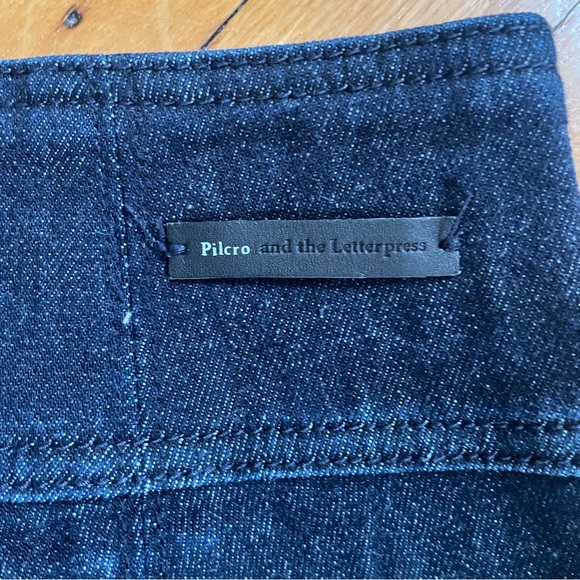 Pilcro and the Letterpress